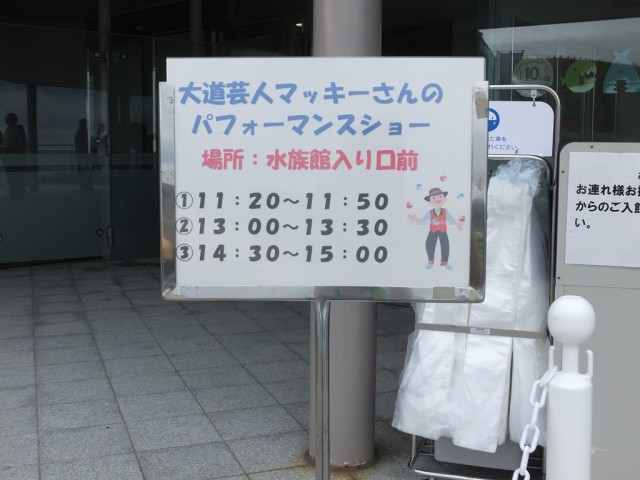 大道芸人マッキーさんの
パフォーマンスショー
場所：水族館入り口前
①11：20～11：50
②13：00～13：30
③14：30～15：00
お連れ様お
からのご入館
い。